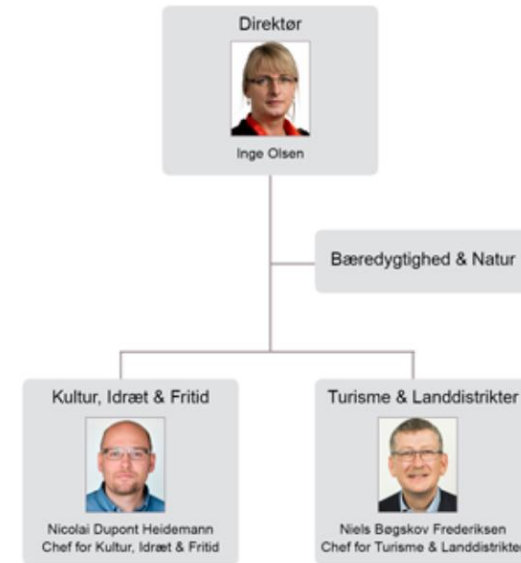 Direktør
Inge Olsen
Bæredygtighed & Natur
Kultur, Idræt & Fritid
Nicolai Dupont Heidemann
Chef for Kultur, Idræt & Fritid
Turisme & Landdistrikter
Niels Bøgskov Frederiksen
Chef for Turisme & Landdistrikter